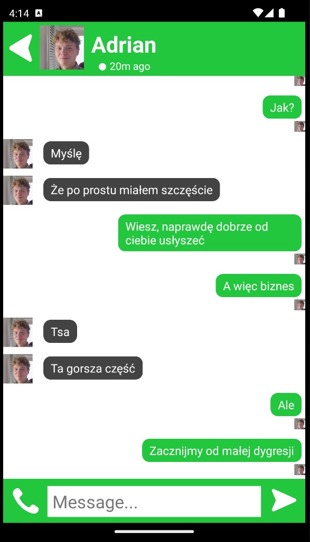 4:14
Adrian
20m ago
Jak?
Myślę
Że po prostu miałem szczęście
Wiesz, naprawdę dobrze od
ciebie usłyszeć
A więc biznes
Tsa
Ta gorsza część
Ale
Zacznijmy od małej dygresji
Message...